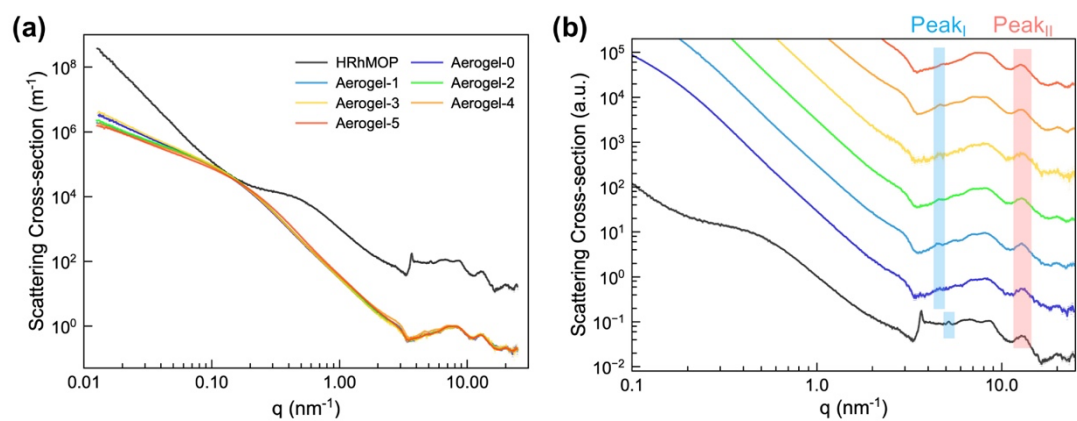 (a)
Scattering Cross-section (m⁻¹)
10⁸
10⁶
10⁴
10²
10⁰
0.01 0.10 1.00 10.00
q (nm⁻¹)
HRhMOP Aerogel-0
Aerogel-1 Aerogel-2
Aerogel-3 Aerogel-4
Aerogel-5
(b)
Peak_I Peak_II
Scattering Cross-section (a.u.)
10⁵
10⁴
10³
10²
10¹
10⁰
10⁻¹
10⁻²
0.1 1.0 10.0
q (nm⁻¹)